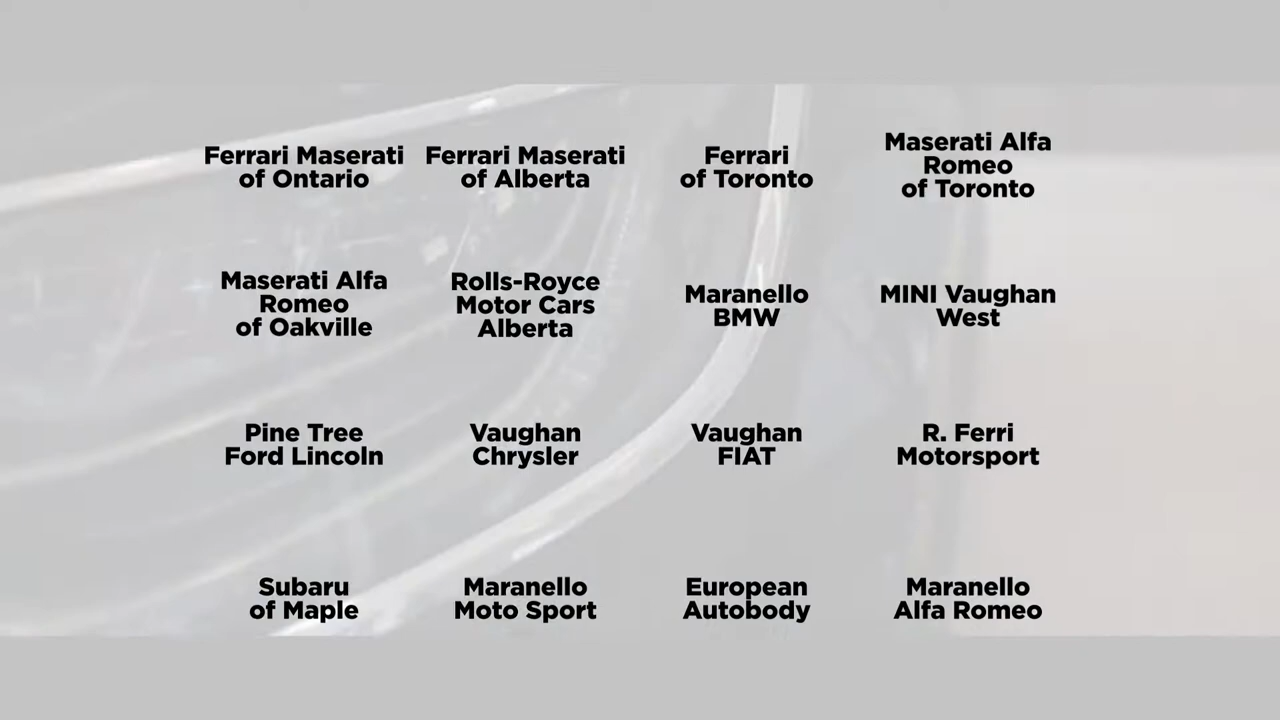 Ferrari Maserati
of Ontario
Ferrari Maserati
of Alberta
Ferrari
of Toronto
Maserati Alfa
Romeo
of Toronto
Maserati Alfa
Romeo
of Oakville
Rolls-Royce
Motor Cars
Alberta
Maranello
BMW
MINI Vaughan
West
Pine Tree
Ford Lincoln
Vaughan
Chrysler
Vaughan
FIAT
R. Ferri
Motorsport
Subaru
of Maple
Maranello
Moto Sport
European
Autobody
Maranello
Alfa Romeo